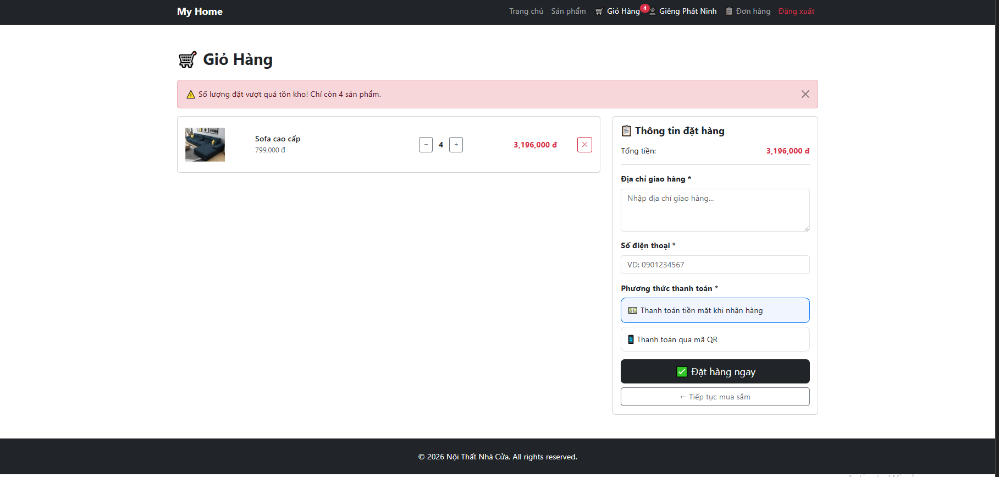 My Home
Trang chủ Sản phẩm 🛒 Giỏ Hàng 4 👤 Giêng Phát Ninh 📋 Đơn hàng Đăng xuất
🛒 Giỏ Hàng
⚠️ Số lượng đặt vượt quá tồn kho! Chỉ còn 4 sản phẩm.
Sofa cao cấp
799,000 đ
− 4 +
3,196,000 đ
📋 Thông tin đặt hàng
Tổng tiền: 3,196,000 đ
Địa chỉ giao hàng *
Nhập địa chỉ giao hàng...
Số điện thoại *
VD: 0901234567
Phương thức thanh toán *
💵 Thanh toán tiền mặt khi nhận hàng
📱 Thanh toán qua mã QR
✅ Đặt hàng ngay
← Tiếp tục mua sắm
© 2026 Nội Thất Nhà Cửa. All rights reserved.